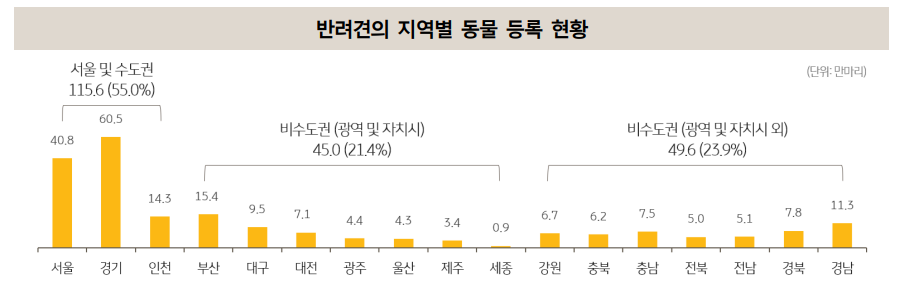 반려견의 지역별 동물 등록 현황
(단위: 만마리)
서울 및 수도권
115.6 (55.0%)
비수도권 (광역 및 자치시)
45.0 (21.4%)
비수도권 (광역 및 자치시 외)
49.6 (23.9%)
40.8 60.5 14.3 15.4 9.5 7.1 4.4 4.3 3.4 0.9 6.7 6.2 7.5 5.0 5.1 7.8 11.3
서울 경기 인천 부산 대구 대전 광주 울산 제주 세종 강원 충북 충남 전북 전남 경북 경남